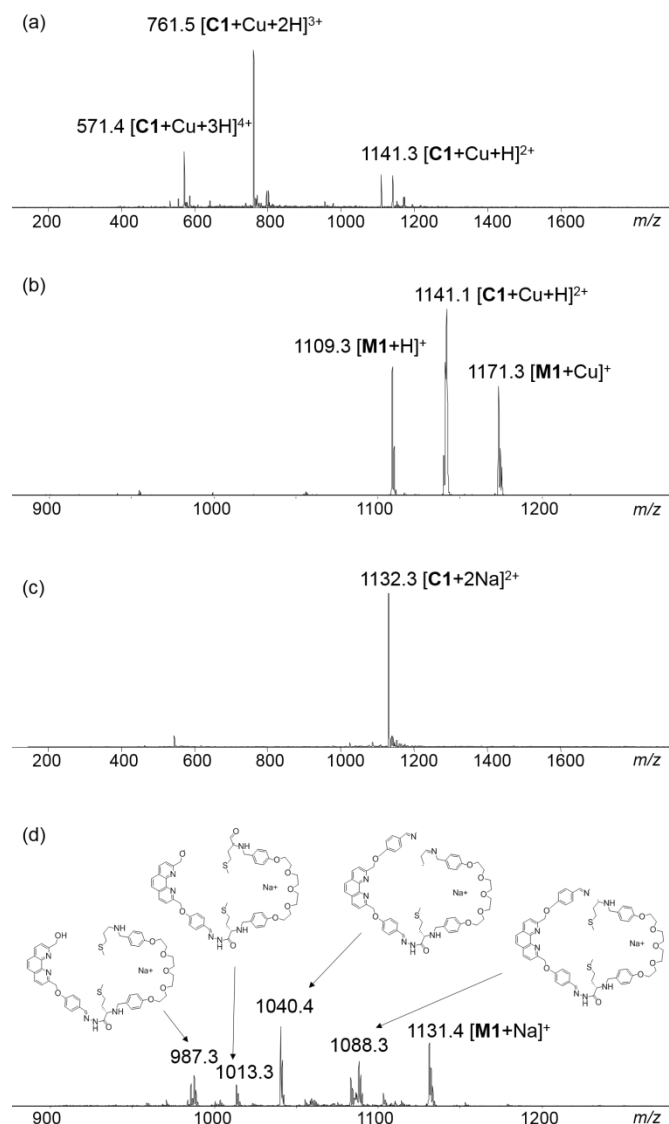 (a)
761.5 [C1+Cu+2H]³⁺
571.4 [C1+Cu+3H]⁴⁺
1141.3 [C1+Cu+H]²⁺
200 400 600 800 1000 1200 1400 1600 m/z
(b)
1141.1 [C1+Cu+H]²⁺
1109.3 [M1+H]⁺
1171.3 [M1+Cu]⁺
900 1000 1100 1200 m/z
(c)
1132.3 [C1+2Na]²⁺
200 400 600 800 1000 1200 1400 1600 m/z
(d)
1040.4
1131.4 [M1+Na]⁺
1088.3
987.3
1013.3
900 1000 1100 1200 m/z